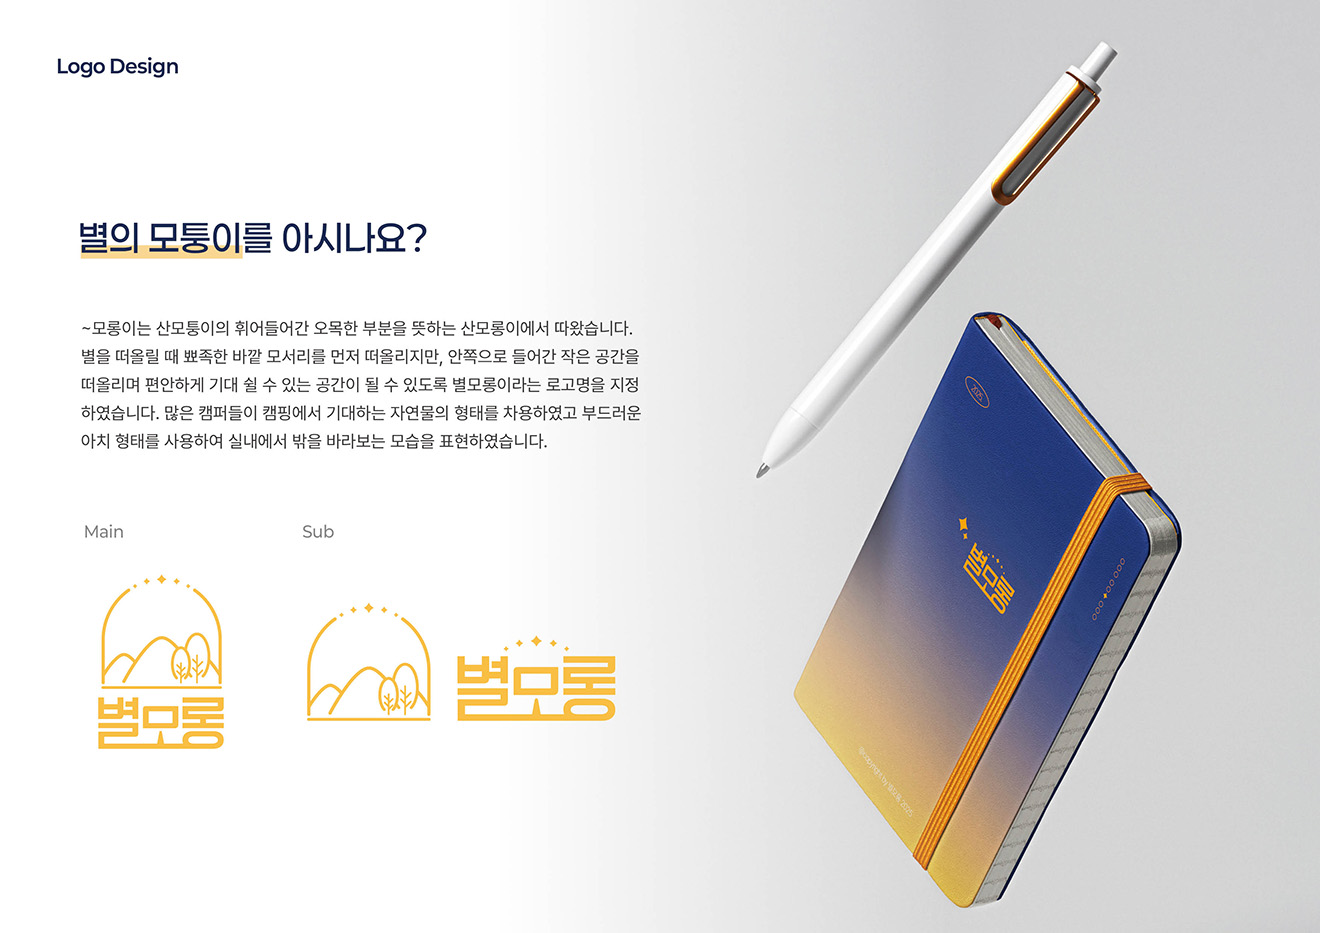 Logo Design
별의 모퉁이를 아시나요?
~모롱이는 산모퉁이의 휘어들어간 오목한 부분을 뜻하는 산모롱이에서 따왔습니다.
별을 떠올릴 때 뾰족한 바깥 모서리를 먼저 떠올리지만, 안쪽으로 들어간 작은 공간을
떠올리며 편안하게 기대 쉴 수 있는 공간이 될 수 있도록 별모롱이라는 로고명을 지정
하였습니다. 많은 캠퍼들이 캠핑에서 기대하는 자연물의 형태를 차용하였고 부드러운
아치 형태를 사용하여 실내에서 밖을 바라보는 모습을 표현하였습니다.
Main
Sub
별모롱
별모롱
2025
별모롱
000 00 000